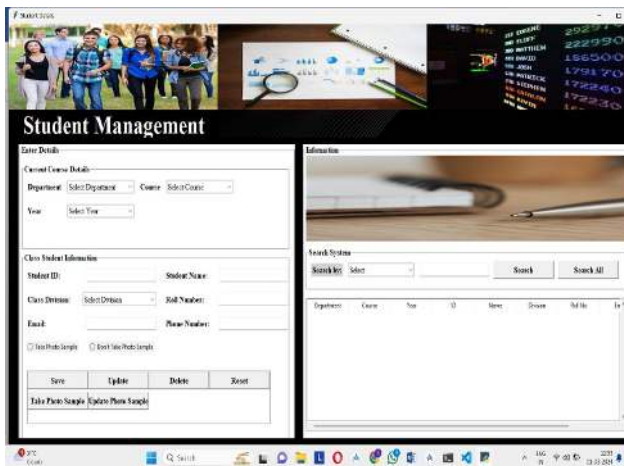 Student Details
Student Management
Enter Details
Current Course Details
Department Select Department Course Select Course
Year Select Year
Class Student Information
Student ID: Student Name:
Class Division: Select Division Roll Number:
Email: Phone Number:
Take Photo Sample Don't Take Photo Sample
Save Update Delete Reset
Take Photo Sample Update Photo Sample
Information
Search System
Search by: Select Search Search All
Department Course Year ID Name Division Roll No
Search
ENG
IN